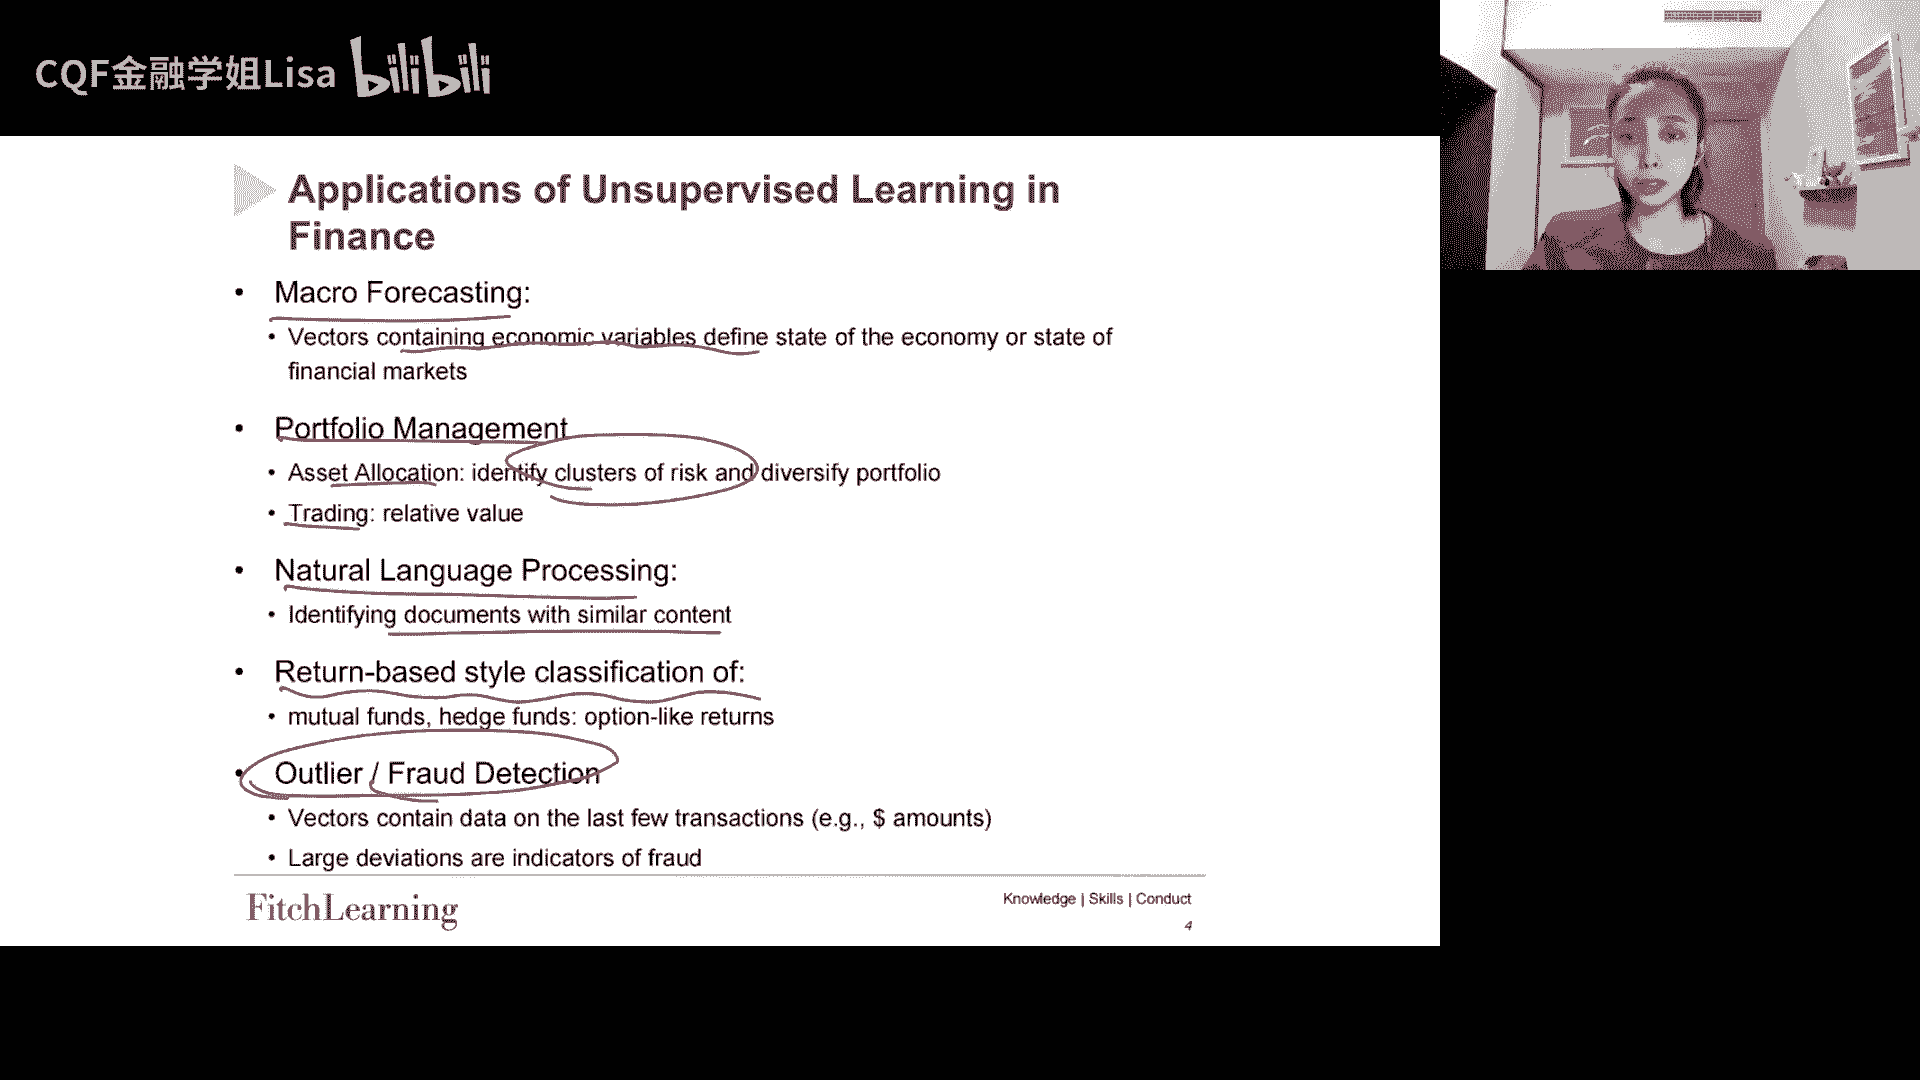 CQF金融学姐Lisa bilibili
Applications of Unsupervised Learning in
Finance
• Macro Forecasting:
• Vectors containing economic variables define state of the economy or state of
financial markets
• Portfolio Management
• Asset Allocation: identify clusters of risk and diversify portfolio
• Trading: relative value
• Natural Language Processing:
• Identifying documents with similar content
• Return-based style classification of:
• mutual funds, hedge funds: option-like returns
• Outlier / Fraud Detection
• Vectors contain data on the last few transactions (e.g., $ amounts)
• Large deviations are indicators of fraud
FitchLearning
Knowledge | Skills | Conduct
4